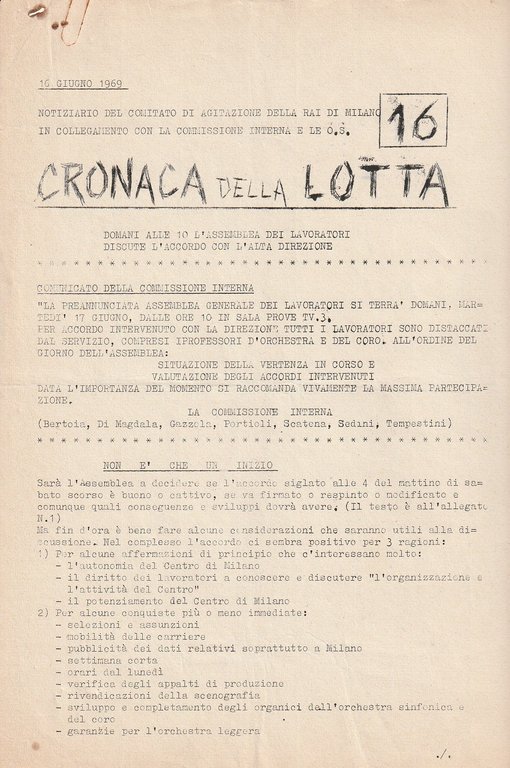 16 GIUGNO 1969
NOTIZIARIO DEL COMITATO DI AGITAZIONE DELLA RAI DI MILANO
IN COLLEGAMENTO CON LA COMMISSIONE INTERNA E LE O.S.
16
CRONACA DELLA LOTTA
DOMANI ALLE 10 L'ASSEMBLEA DEI LAVORATORI
DISCUTE L'ACCORDO CON L'ALTA DIREZIONE
* * * * * * * * * * * * * * * * * * * * * * * * * * * * * * * * * * * * *
COMUNICATO DELLA COMMISSIONE INTERNA
"LA PREANNUNCIATA ASSEMBLEA GENERALE DEI LAVORATORI SI TERRA' DOMANI, MAR=
TEDI' 17 GIUGNO, DALLE ORE 10 IN SALA PROVE TV.3.
PER ACCORDO INTERVENUTO CON LA DIREZIONE TUTTI I LAVORATORI SONO DISTACCATI
DAL SERVIZIO, COMPRESI IPROFESSORI D'ORCHESTRA E DEL CORO. ALL'ORDINE DEL
GIORNO DELL'ASSEMBLEA:
SITUAZIONE DELLA VERTENZA IN CORSO E
VALUTAZIONE DEGLI ACCORDI INTERVENUTI
DATA L'IMPORTANZA DEL MOMENTO SI RACCOMANDA VIVAMENTE LA MASSIMA PARTECIPA=
ZIONE.
LA COMMISSIONE INTERNA
(Bertoia, Di Magdala, Gazzola, Portioli, Scatena, Sedani, Tempestini)
* * * * * * * * * * * * * * * * * * * * * * * * * * * * * * * * * * * * *
NON E' CHE UN INIZIO
Sarà l'Assemblea a decidere se l'accordo siglato alle 4 del mattino di sa=
bato scorso è buono o cattivo, se va firmato o respinto o modificato e
comunque quali conseguenze e sviluppi dovrà avere. (Il testo è all'allegato
N.1)
Ma fin d'ora è bene fare alcune considerazioni che saranno utili alla di=
scussione. Nel complesso l'accordo ci sembra positivo per 3 ragioni:
1) Per alcune affermazioni di principio che c'interessano molto:
- l'autonomia del Centro di Milano
- il diritto dei lavoratori a conoscere e discutere "l'organizzazione e
l'attività del Centro"
- il potenziamento del Centro di Milano
2) Per alcune conquiste più o meno immediate:
- selezioni e assunzioni
- mobilità delle carriere
- pubblicità dei dati relativi soprattutto a Milano
- settimana corta
- orari dal lunedì
- verifica degli appalti di produzione
- rivendicazioni della scenografia
- sviluppo e completamento degli organici dell'orchestra sinfonica e
del coro
- garanzie per l'orchestra leggera
./.